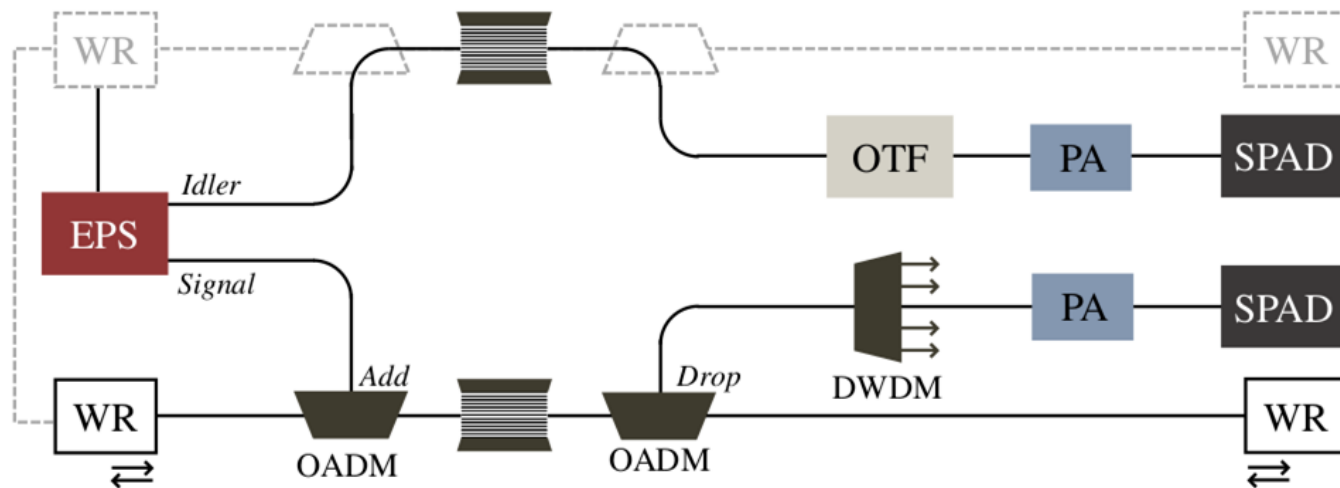 WR
WR
OTF
PA
SPAD
Idler
EPS
Signal
PA
SPAD
Add
Drop
DWDM
WR
WR
OADM
OADM